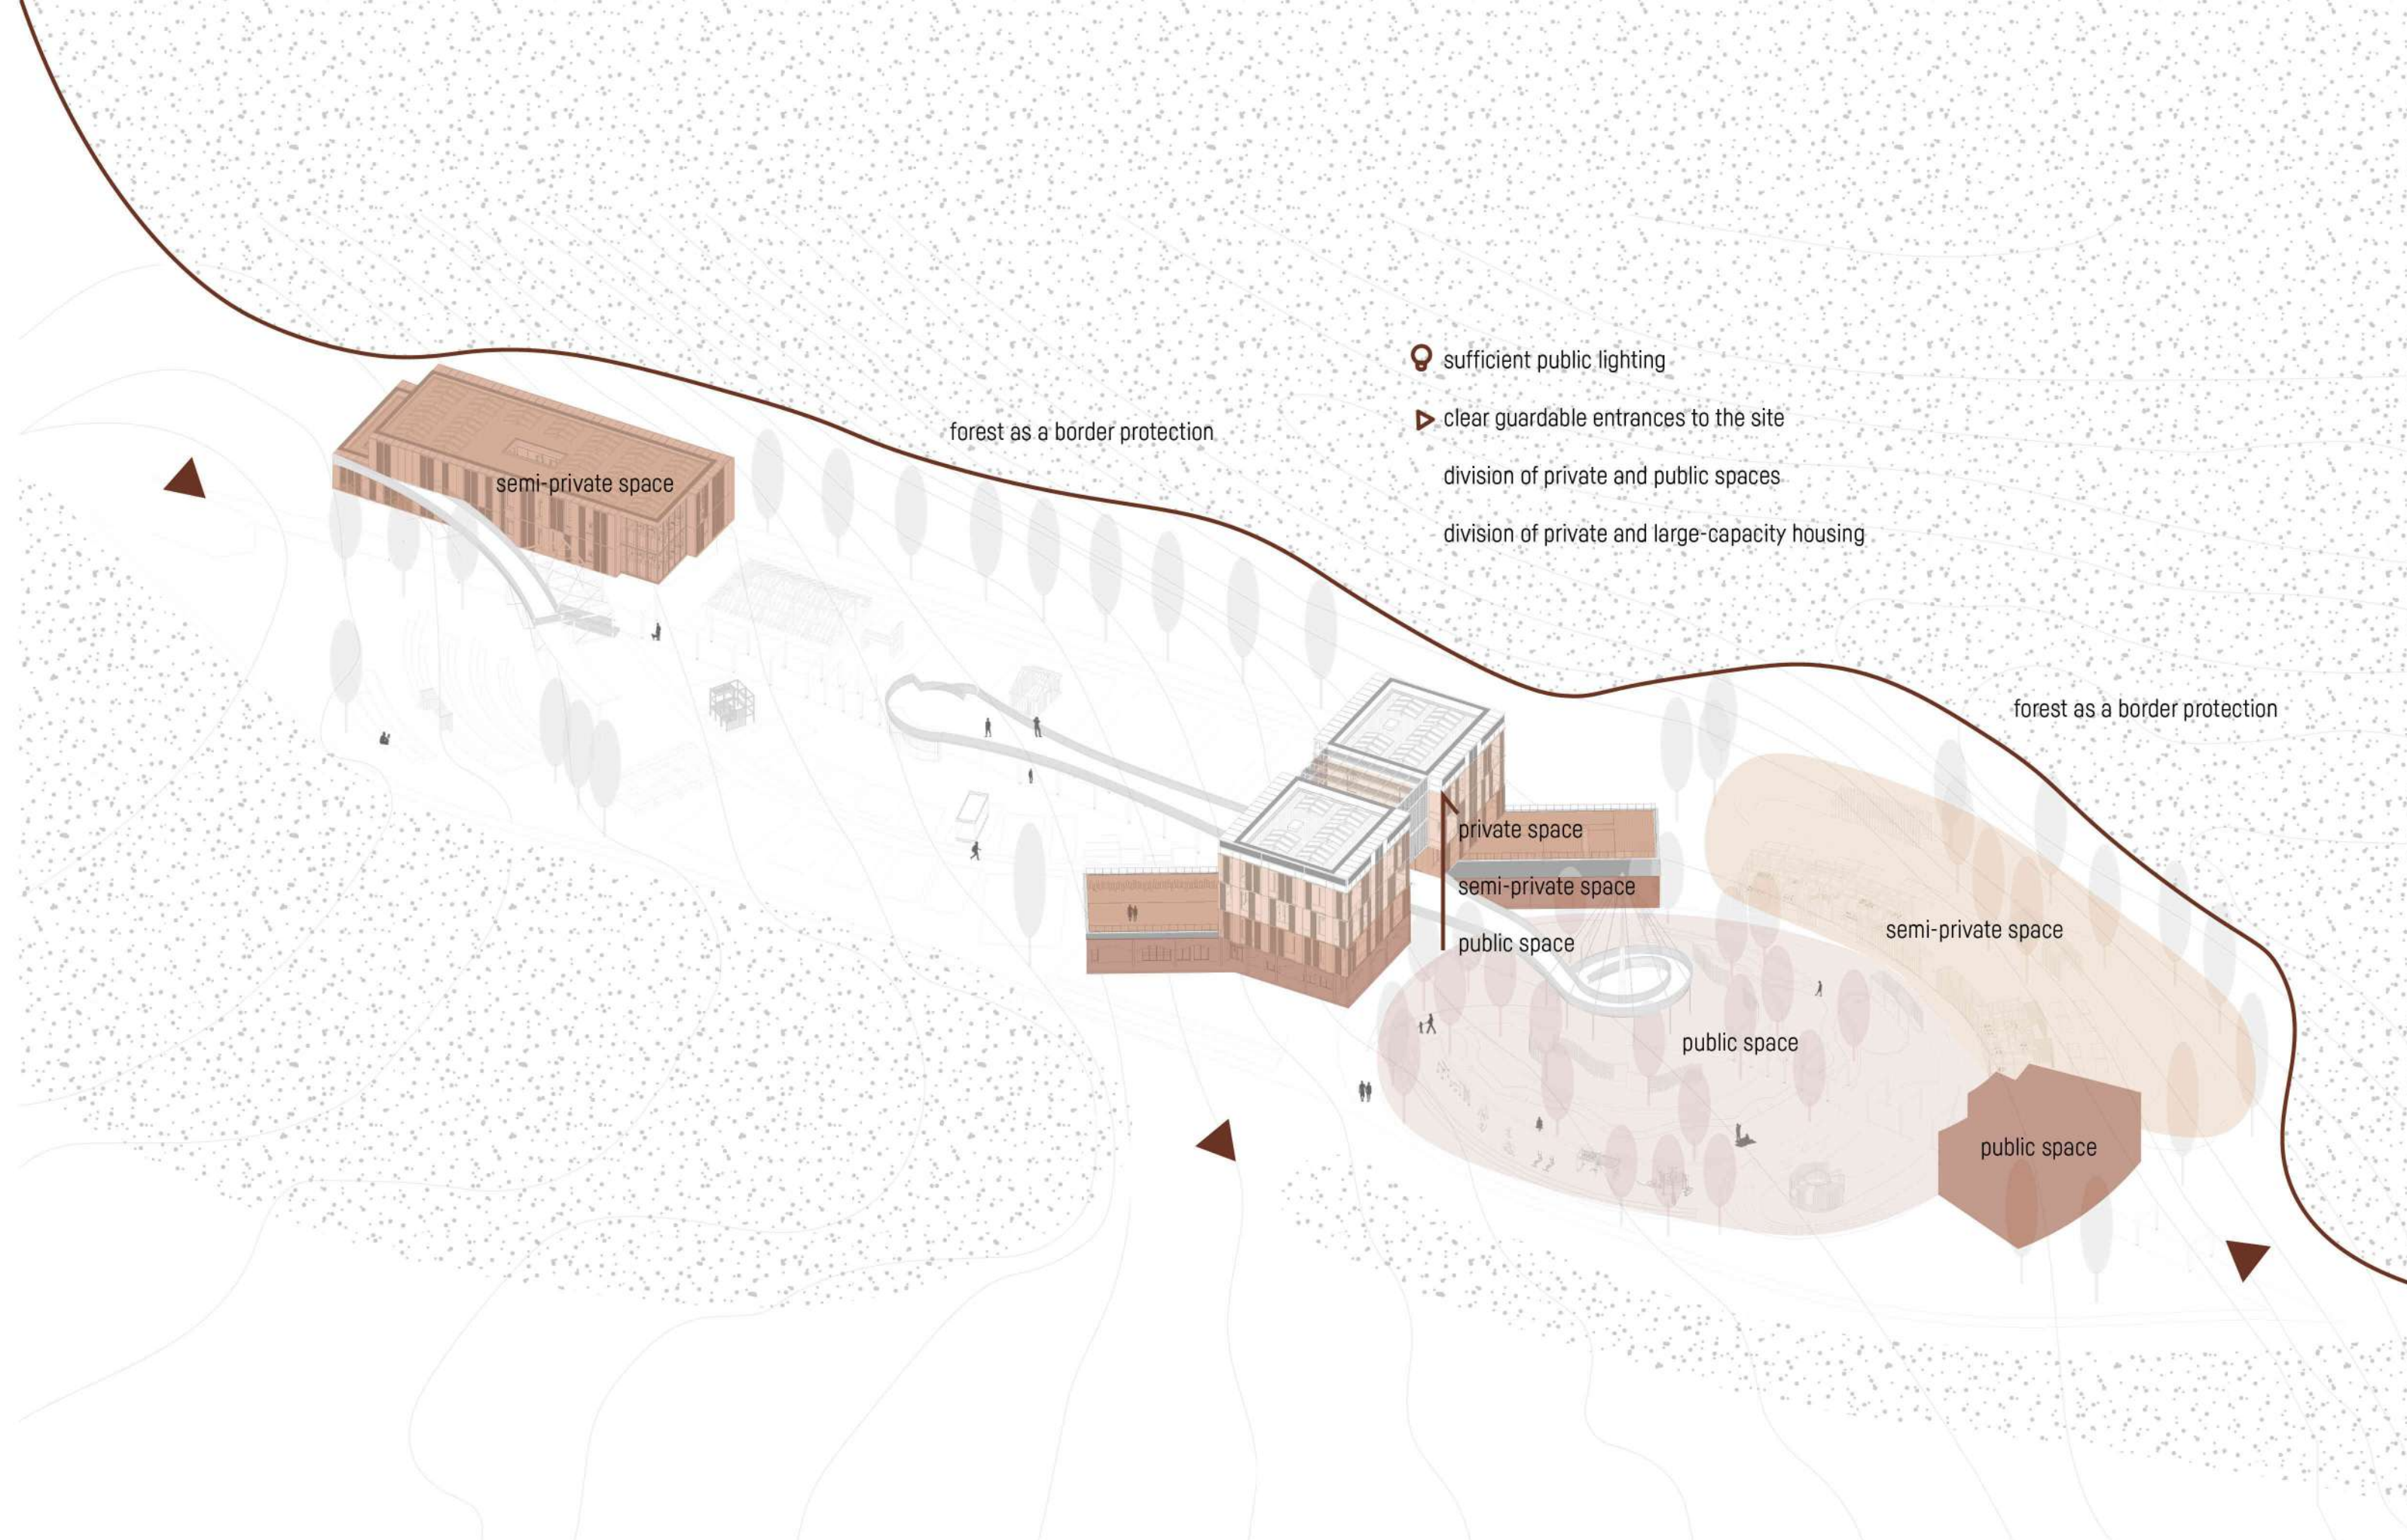 sufficient public lighting
clear guardable entrances to the site
division of private and public spaces
division of private and large-capacity housing
forest as a border protection
semi-private space
forest as a border protection
private space
semi-private space
public space
semi-private space
public space
public space